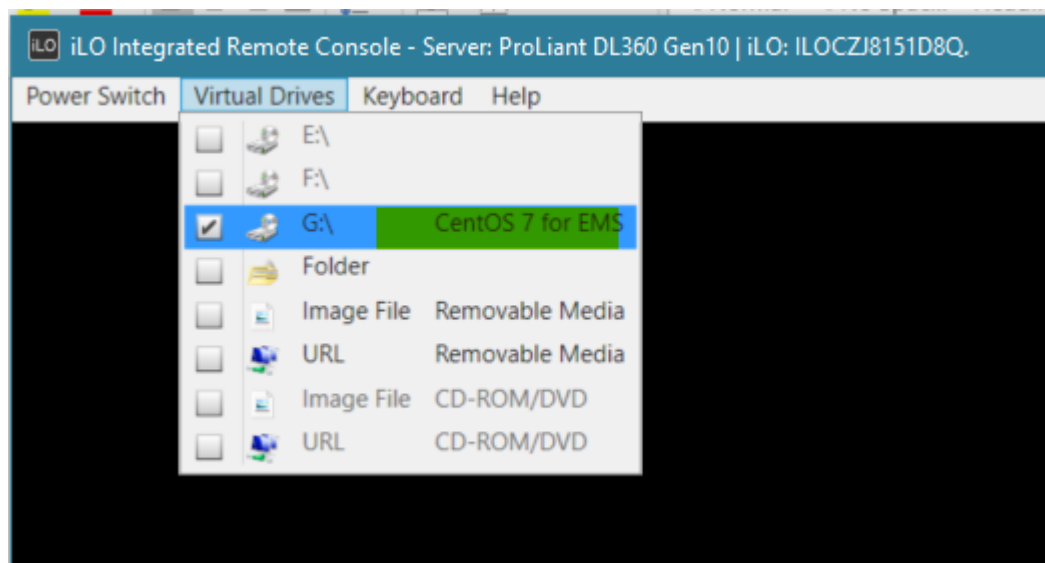 iLO iLO Integrated Remote Console - Server: ProLiant DL360 Gen10 | iLO: ILOCZJ8151D8Q.
Power Switch Virtual Drives Keyboard Help
E:\
F:\
G:\ CentOS 7 for EMS
Folder
Image File Removable Media
URL Removable Media
Image File CD-ROM/DVD
URL CD-ROM/DVD